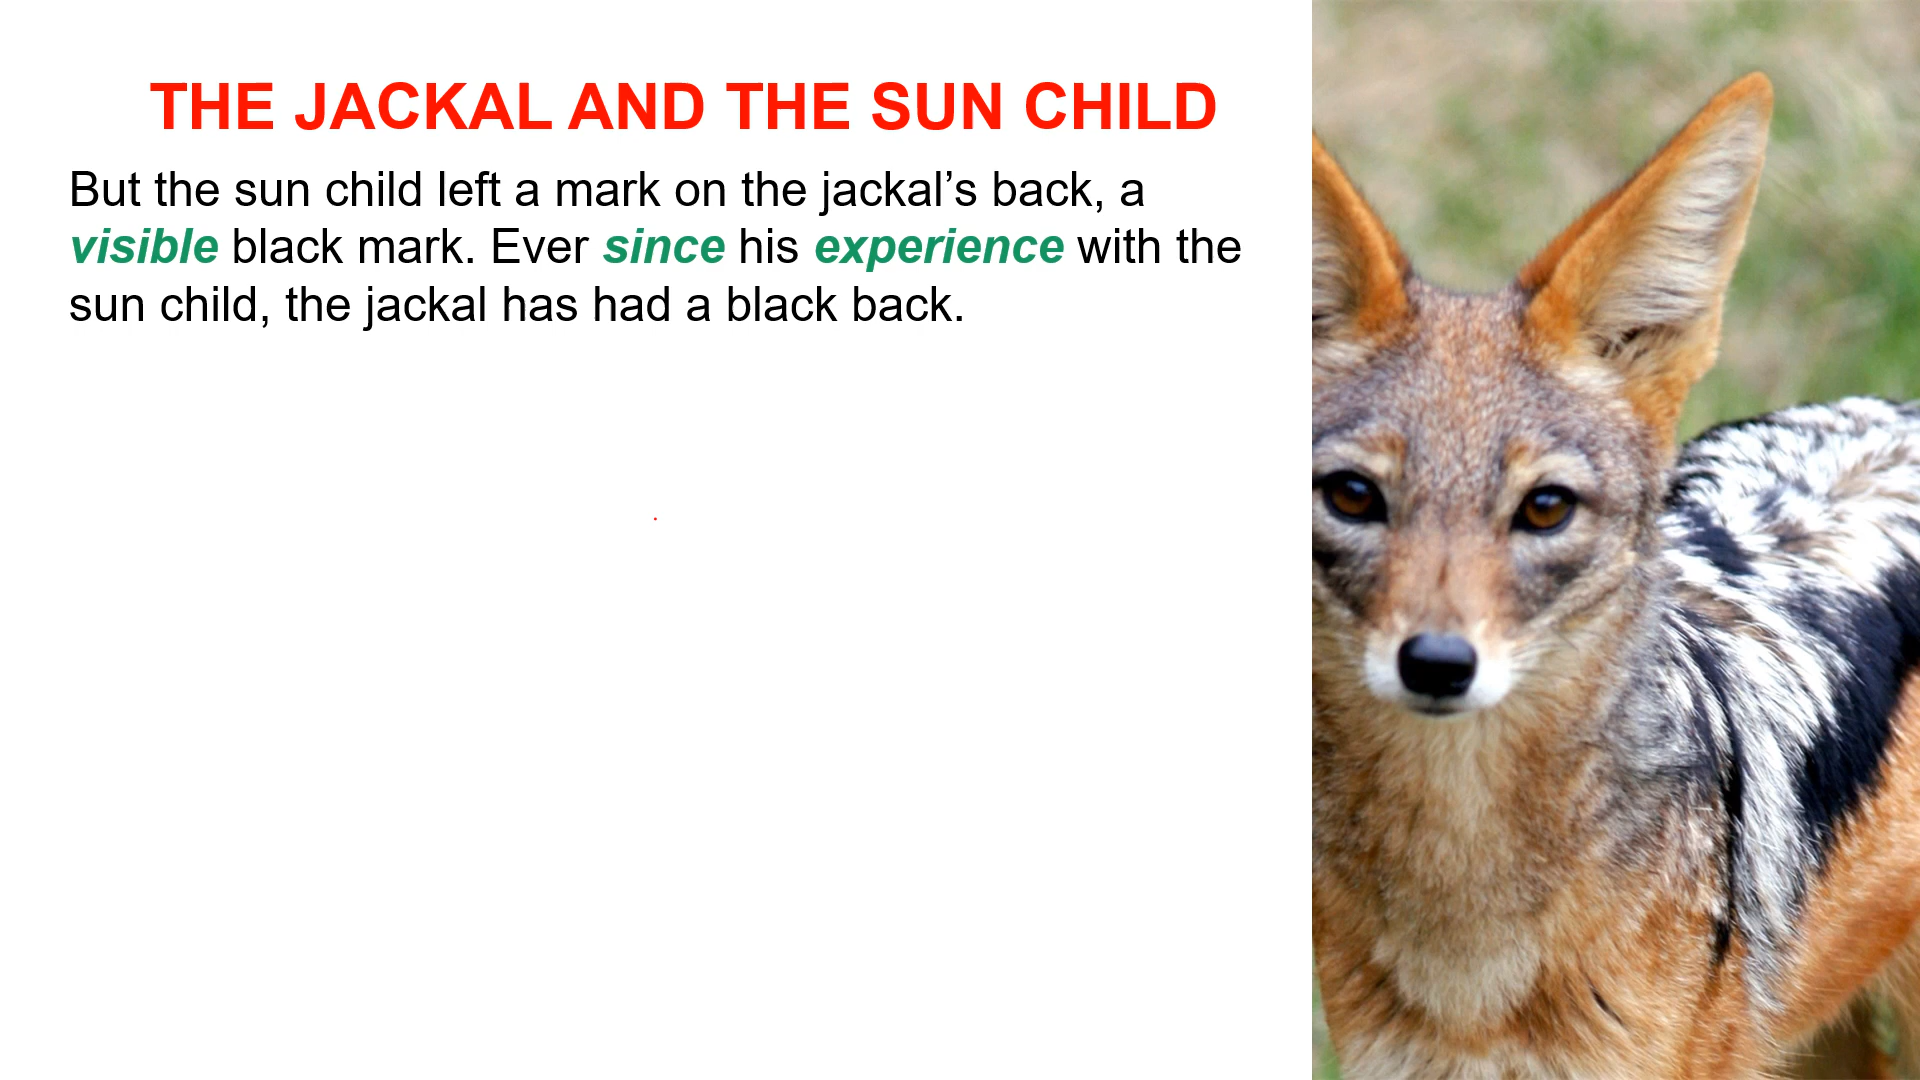 THE JACKAL AND THE SUN CHILD
But the sun child left a mark on the jackal’s back, a
visible black mark. Ever since his experience with the
sun child, the jackal has had a black back.